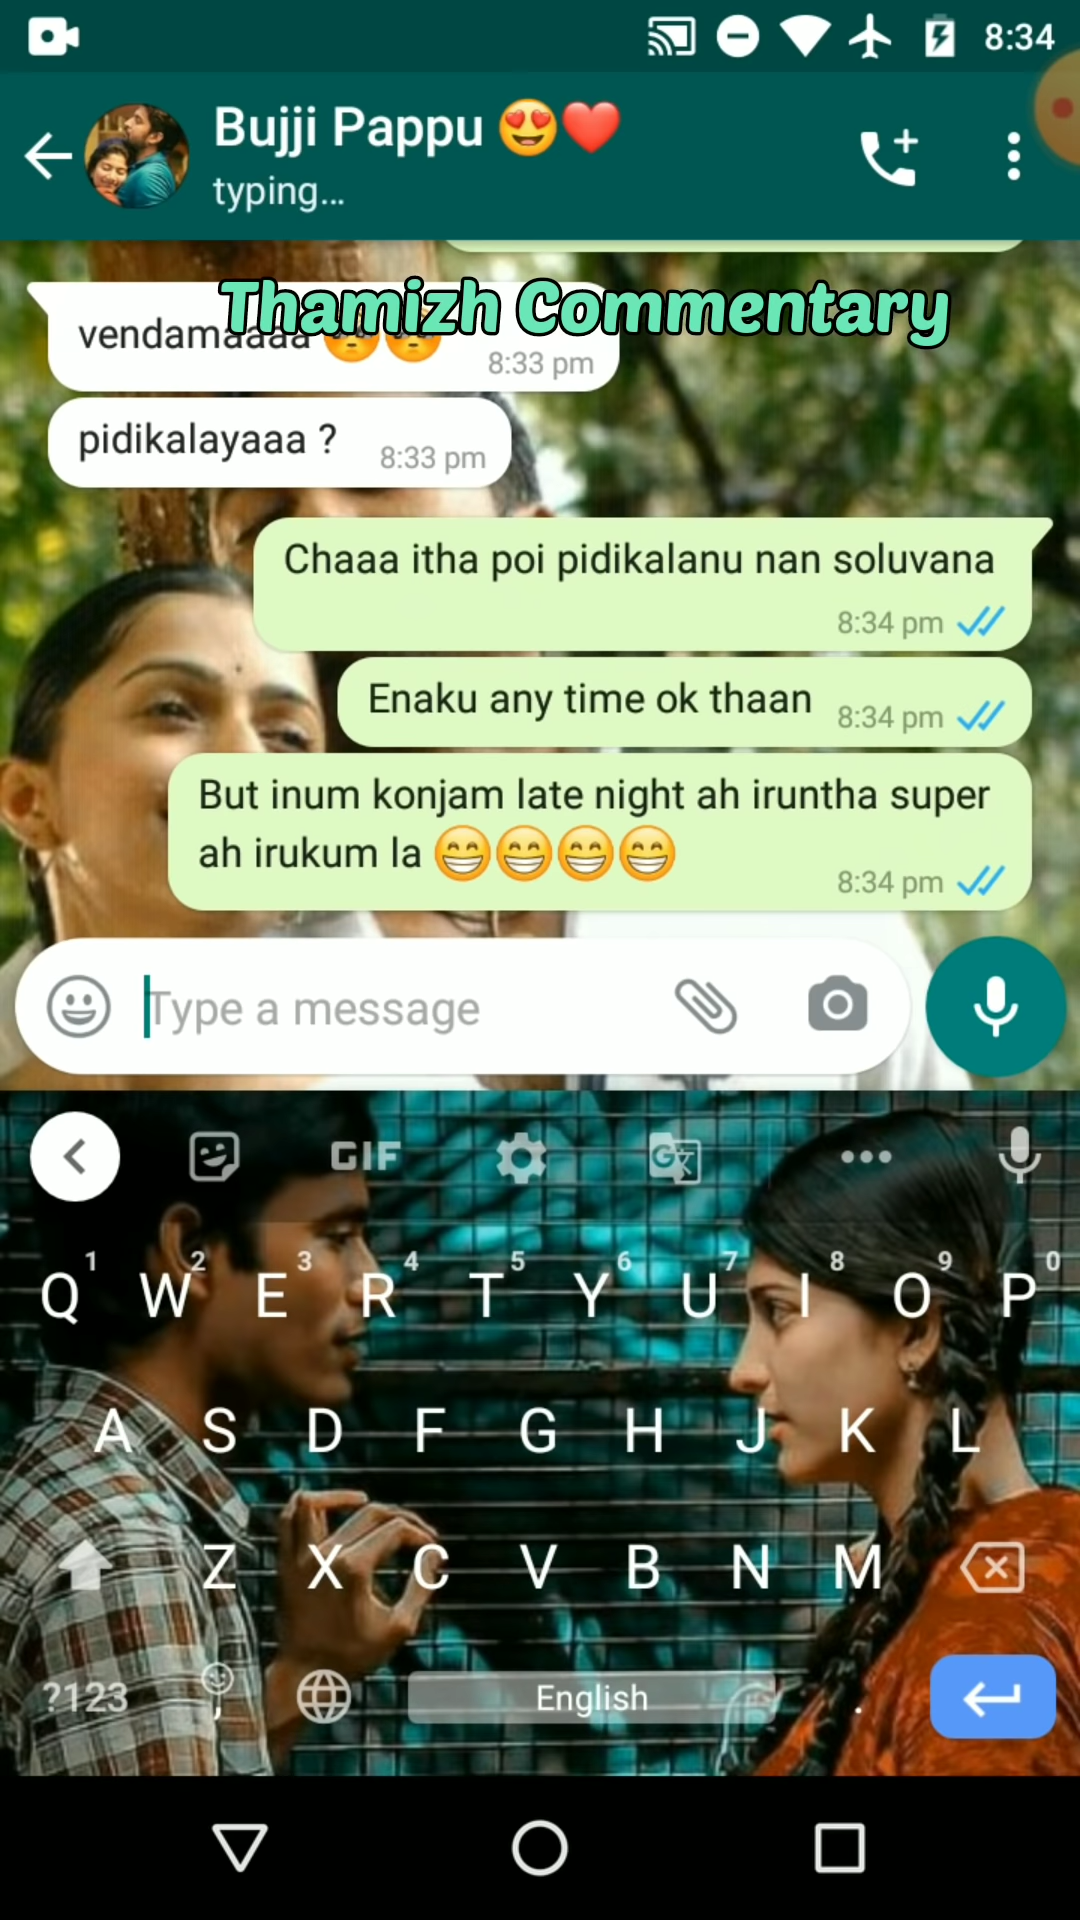 8:34
Bujji Pappu 😍❤️
typing...
Thamizh Commentary
vendamaaaa 😴😴
8:33 pm
pidikalayaaa ? 8:33 pm
Chaaa itha poi pidikalanu nan soluvana
8:34 pm
Enaku any time ok thaan 8:34 pm
But inum konjam late night ah iruntha super
ah irukum la 😁😁😁😁
8:34 pm
Type a message
GIF
1 2 3 4 5 6 7 8 9 0
Q W E R T Y U I O P
A S D F G H J K L
Z X C V B N M
?123 , English .